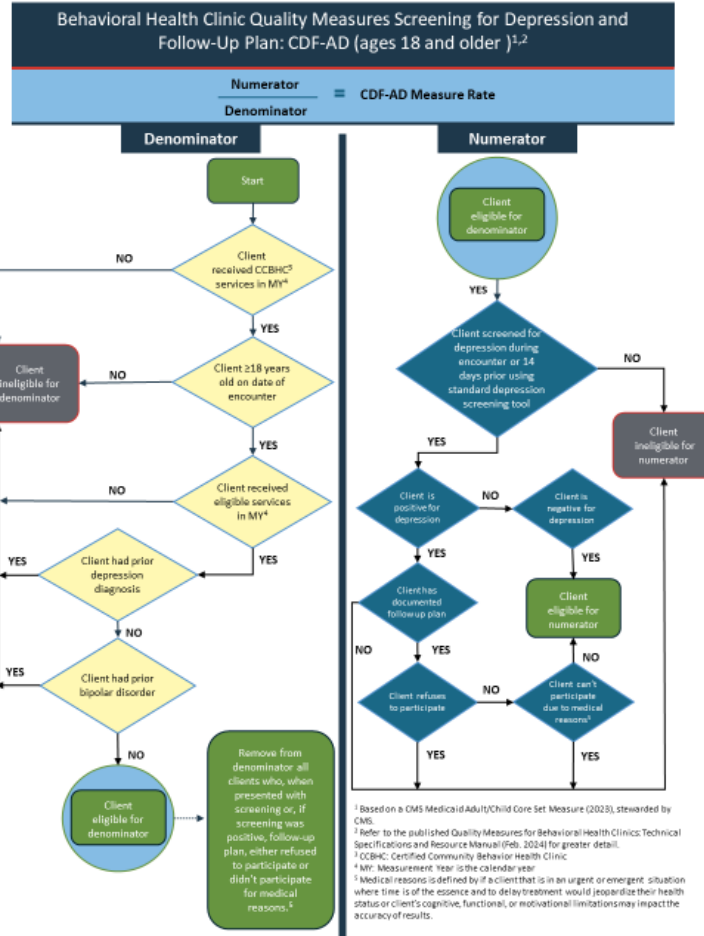 Behavioral Health Clinic Quality Measures Screening for Depression and
Follow-Up Plan: CDF-AD (ages 18 and older )1,2
Numerator
Denominator
= CDF-AD Measure Rate
Denominator
Start
Client
received CCBHC3
services in MY4
NO
YES
Client ≥18 years
old on date of
encounter
NO
Client
ineligible for
denominator
YES
Client received
eligible services
in MY4
NO
YES
Client had prior
depression
diagnosis
YES
NO
Client had prior
bipolar disorder
YES
NO
Client
eligible for
denominator
Remove from
denominator all
clients who, when
presented with
screening or, if
screening was
positive, follow-up
plan, either refused
to participate or
didn't participate
for medical
reasons.5
Numerator
Client
eligible for
denominator
YES
Client screened for
depression during
encounter or 14
days prior using
standard depression
screening tool
NO
Client
ineligible for
numerator
YES
Client is
positive for
depression
NO
Client is
negative for
depression
YES
YES
Client has
documented
follow up plan
Client
eligible for
numerator
NO
YES
NO
Client refuses
to participate
NO
Client can't
participate
due to medical
reasons5
YES
YES
1 Based on a CMS Medicaid Adult/Child Core Set Measure (2023), stewarded by
CMS.
2 Refer to the published Quality Measures for Behavioral Health Clinics: Technical
Specifications and Resource Manual (Feb. 2024) for greater detail.
3 CCBHC: Certified Community Behavior Health Clinic
4 MY: Measurement Year is the calendar year
5 Medical reasons is defined by if a client that is in an urgent or emergent situation
where time is of the essence and to delay treatment would jeopardize their health
status or client's cognitive, functional, or motivational limitations may impact the
accuracy of results.